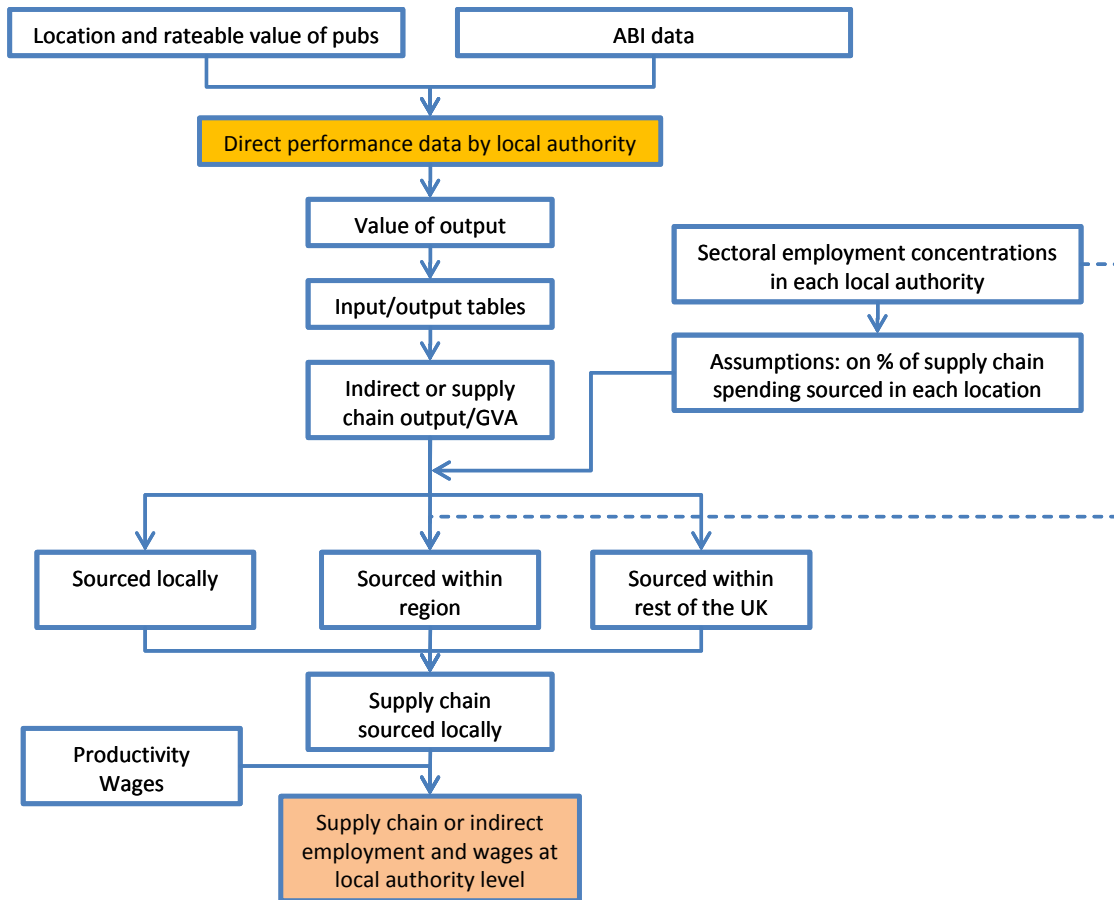 Location and rateable value of pubs
ABI data
Direct performance data by local authority
Value of output
Sectoral employment concentrations
in each local authority
Input/output tables
Assumptions: on % of supply chain
spending sourced in each location
Indirect or supply
chain output/GVA
Sourced locally
Sourced within
region
Sourced within
rest of the UK
Supply chain
sourced locally
Productivity
Wages
Supply chain or indirect
employment and wages at
local authority level